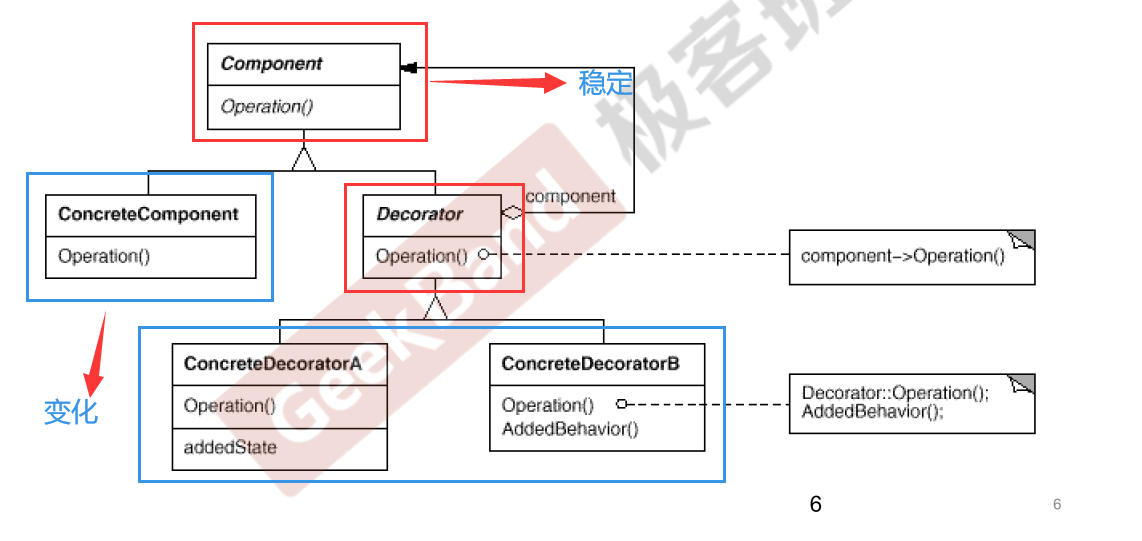 Component
Operation()
稳定
ConcreteComponent
Operation()
Decorator
Operation()
component
component->Operation()
变化
ConcreteDecoratorA
Operation()
addedState
ConcreteDecoratorB
Operation()
AddedBehavior()
Decorator::Operation();
AddedBehavior();
GeekBand
极客班
6
6